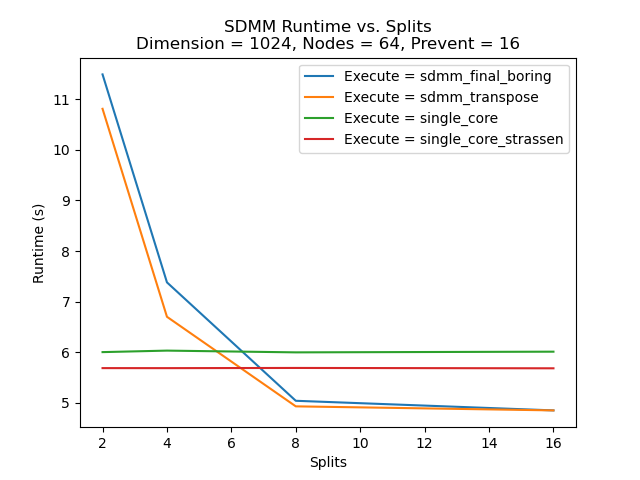 SDMM Runtime vs. Splits
Dimension = 1024, Nodes = 64, Prevent = 16
Execute = sdmm_final_boring
Execute = sdmm_transpose
Execute = single_core
Execute = single_core_strassen
Runtime (s)
11
10
9
8
7
6
5
2 4 6 8 10 12 14 16
Splits